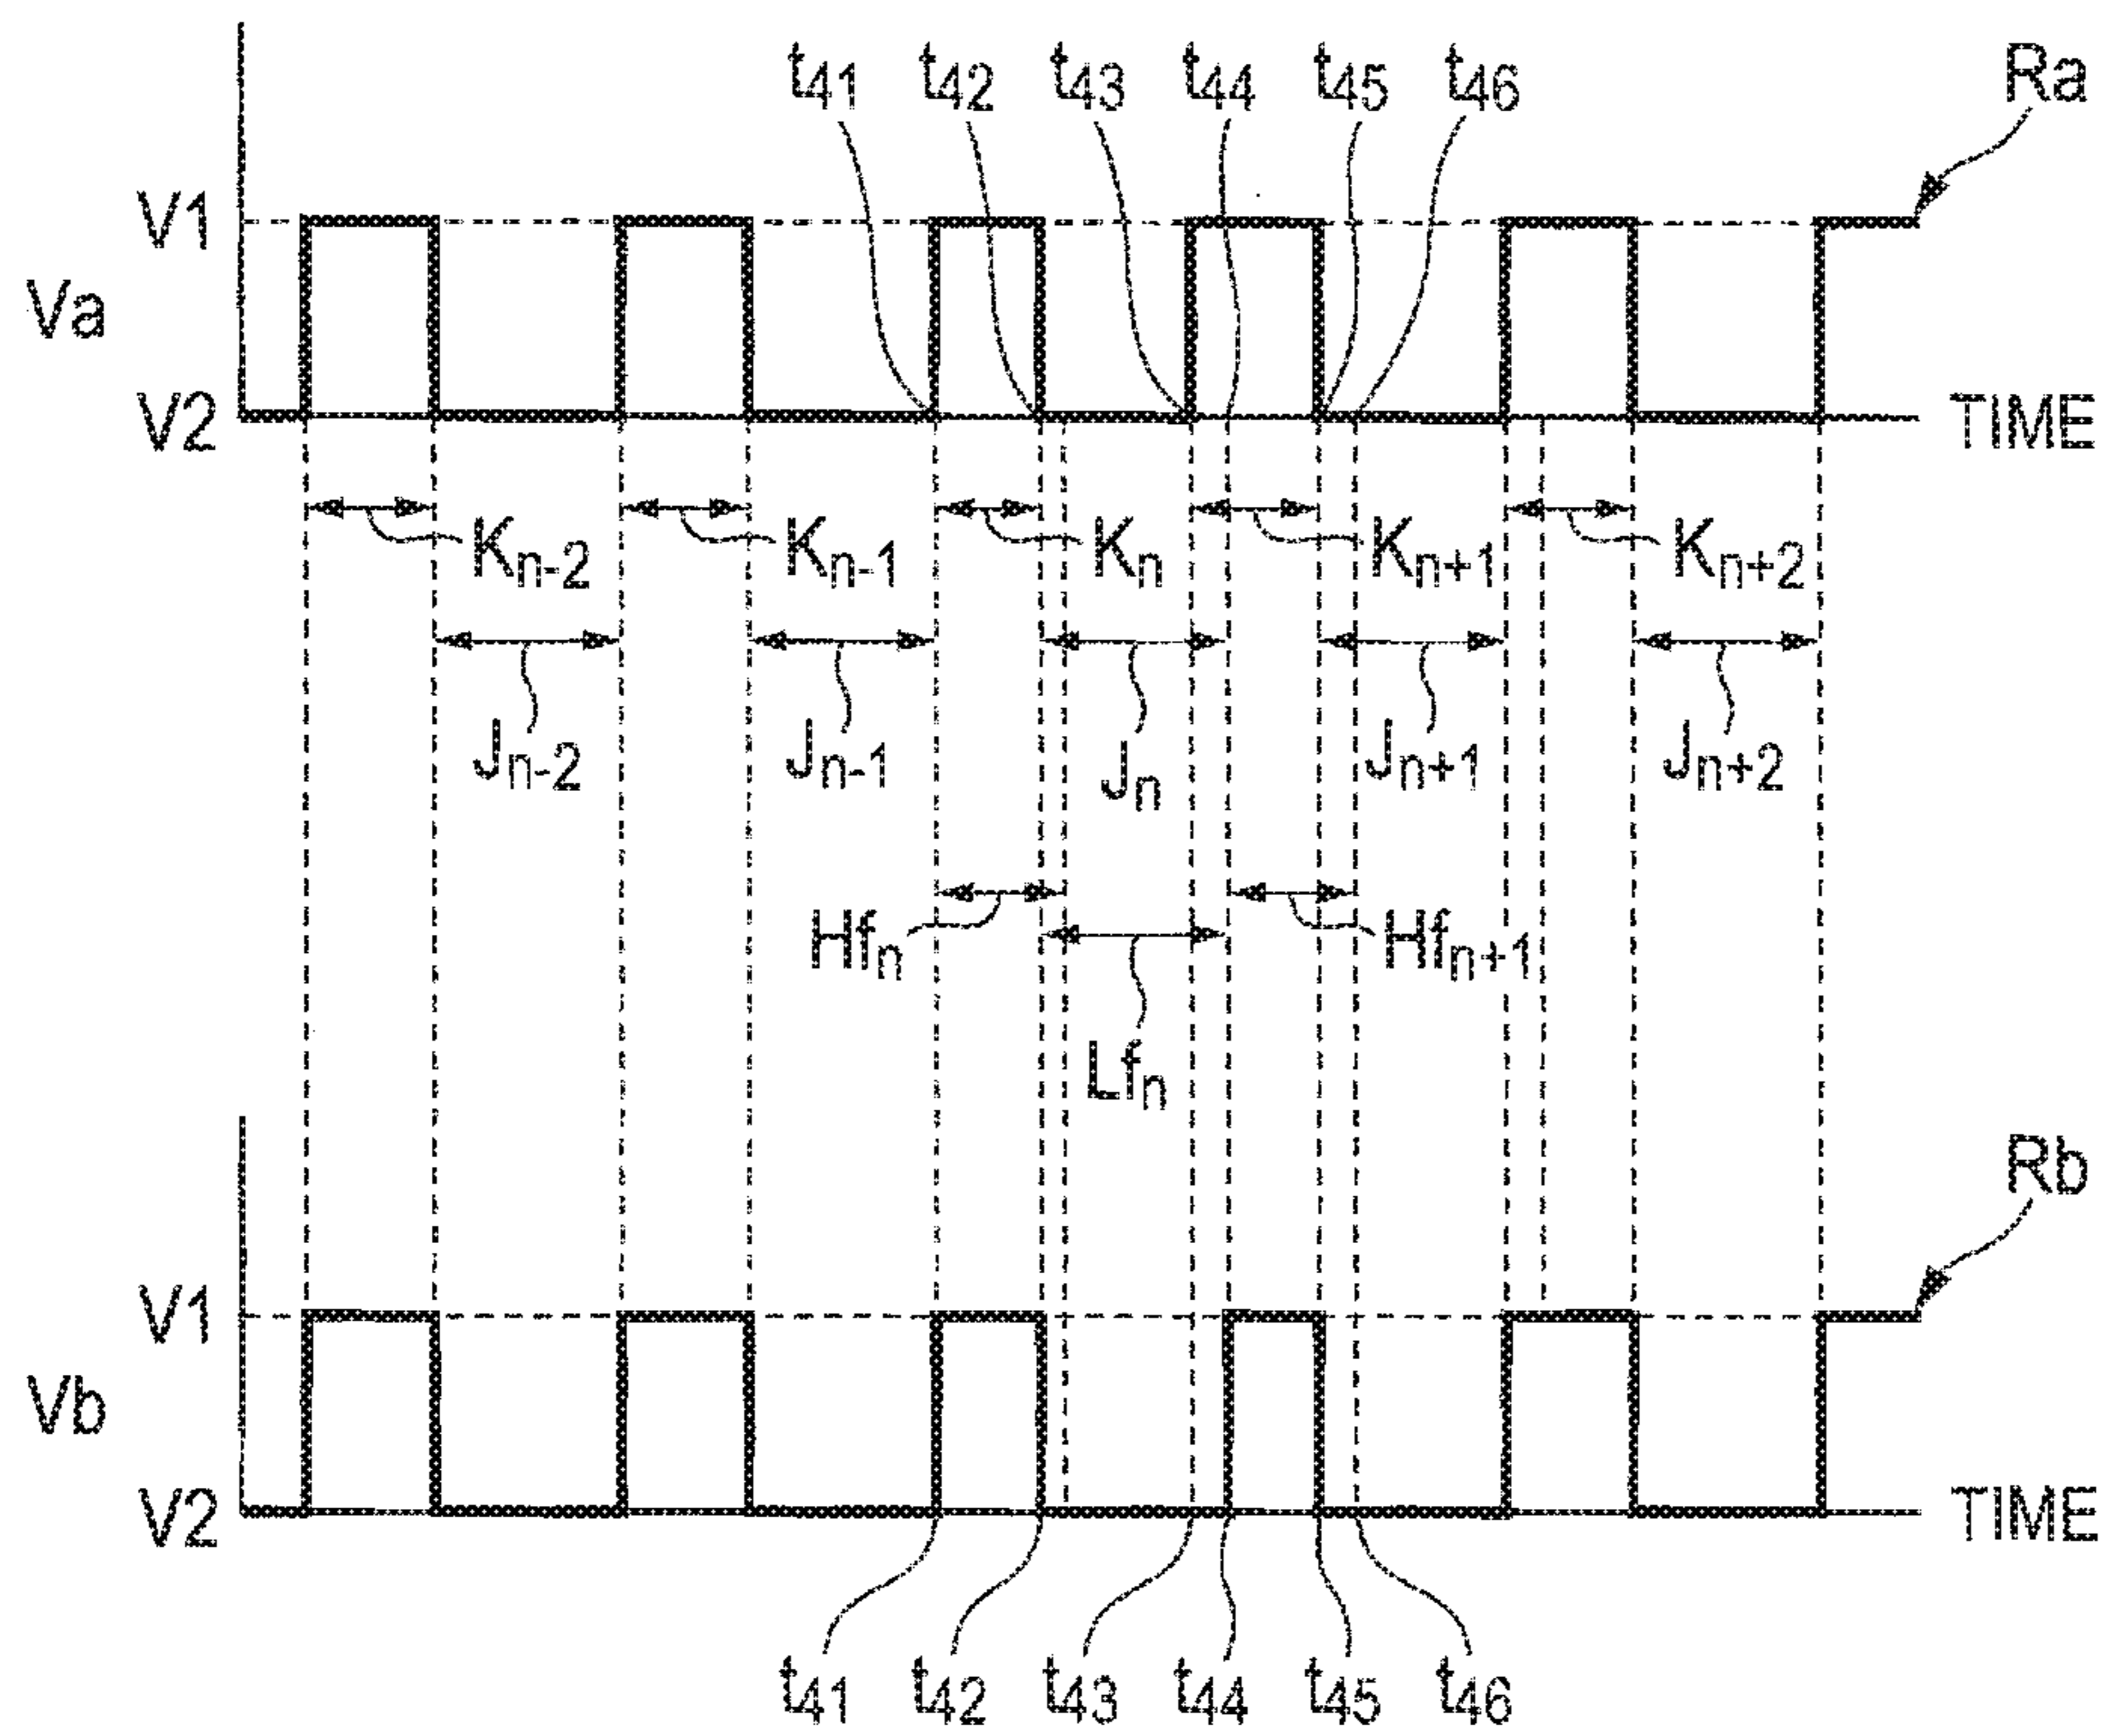 t41 t42 t43 t44 t45 t46 Ra
V1
Va
V2 TIME
Kn-2 Kn-1 Kn Kn+1 Kn+2
Jn-2 Jn-1 Jn Jn+1 Jn+2
Hfn Hfn+1
Lfn
Rb
V1
Vb
V2 TIME
t41 t42 t43 t44 t45 t46